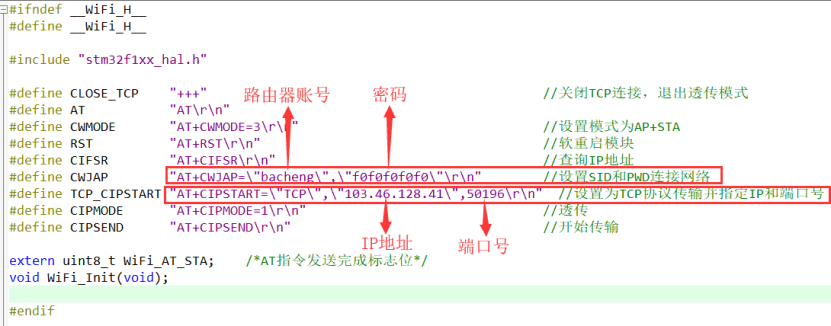 #ifndef __WiFi_H__
#define __WiFi_H__
#include "stm32f1xx_hal.h"
路由器账号 密码
#define CLOSE_TCP "+++" //关闭TCP连接，退出透传模式
#define AT "AT\r\n"
#define CWMODE "AT+CWMODE=3\r\n" //设置模式为AP+STA
#define RST "AT+RST\r\n" //软重启模块
#define CIFSR "AT+CIFSR\r\n" //查询IP地址
#define CWJAP "AT+CWJAP=\"bacheng\",\"f0f0f0f0f0\"\r\n" //设置SID和PWD连接网络
#define TCP_CIPSTART "AT+CIPSTART=\"TCP\",\"103.46.128.41\",50196\r\n" //设置为TCP协议传输并指定IP和端口号
#define CIPMODE "AT+CIPMODE=1\r\n" //透传
#define CIPSEND "AT+CIPSEND\r\n" //开始传输
IP地址 端口号
extern uint8_t WiFi_AT_STA; /*AT指令发送完成标志位*/
void WiFi_Init(void);
#endif